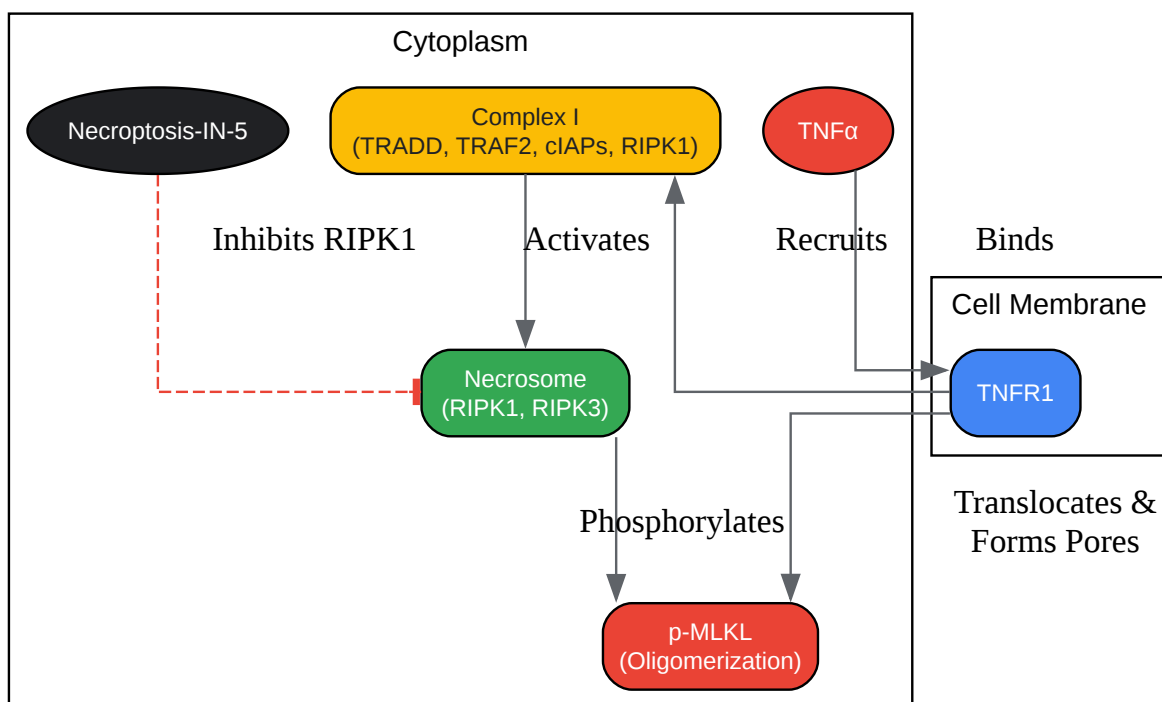 Cytoplasm
Necroptosis-IN-5
Complex I
(TRADD, TRAF2, cIAPs, RIPK1)
TNFα
Inhibits RIPK1
Activates
Recruits
Binds
Cell Membrane
Necrosome
(RIPK1, RIPK3)
TNFR1
Phosphorylates
Translocates &
Forms Pores
p-MLKL
(Oligomerization)